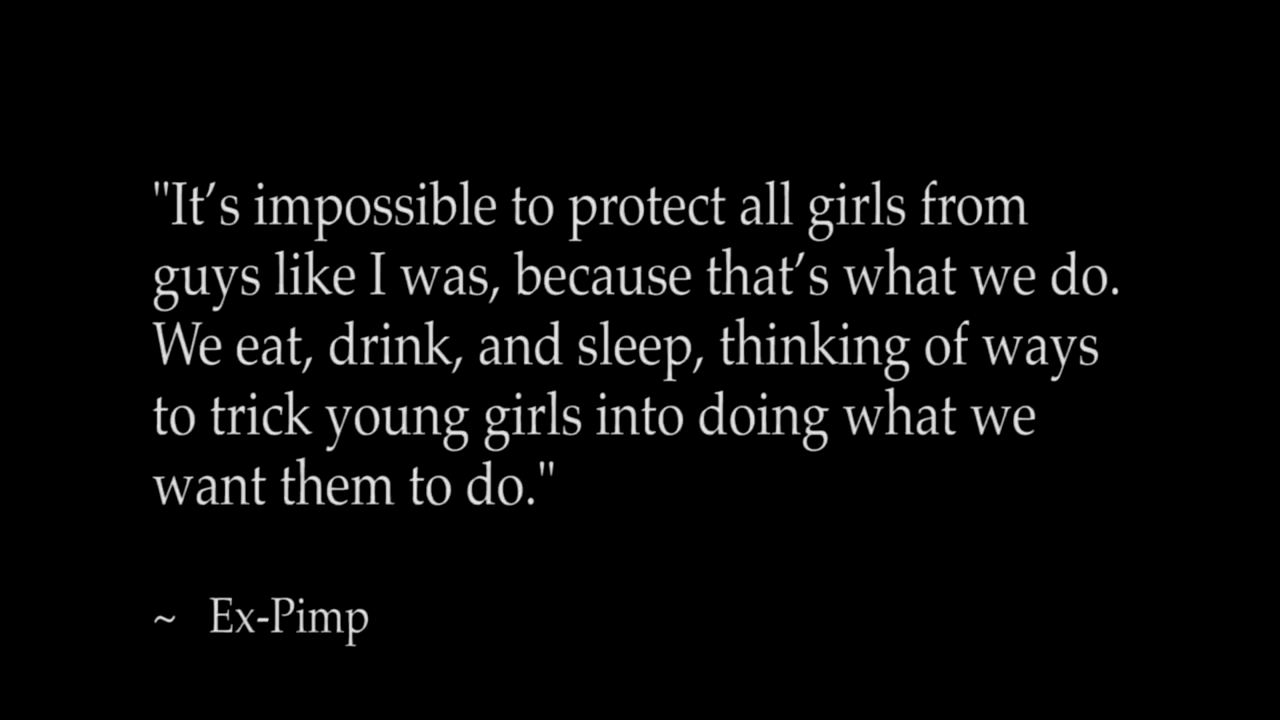 "It’s impossible to protect all girls from
guys like I was, because that’s what we do.
We eat, drink, and sleep, thinking of ways
to trick young girls into doing what we
want them to do."
~ Ex-Pimp